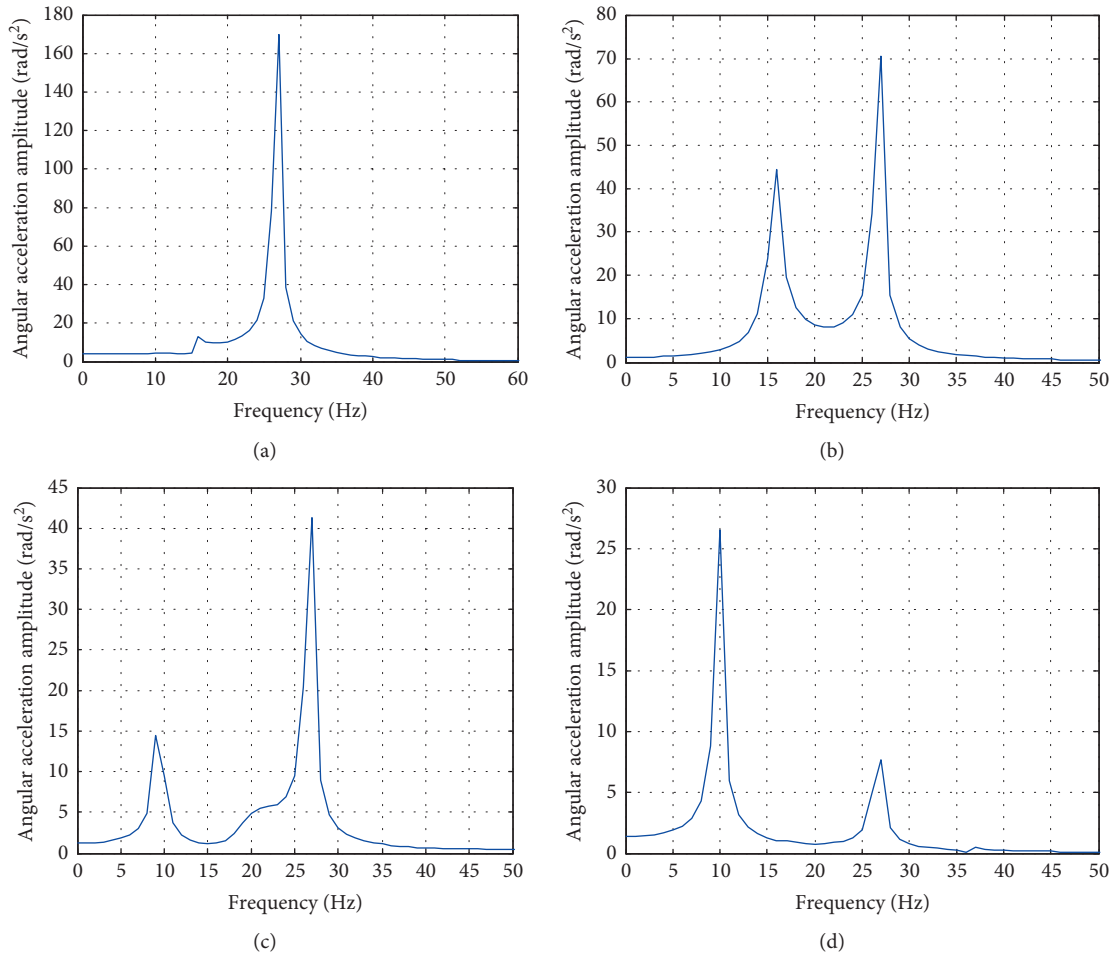 180
160
140
120
100
80
60
40
20
0
Angular acceleration amplitude (rad/s²)
0 10 20 30 40 50 60
Frequency (Hz)
(a)
80
70
60
50
40
30
20
10
0
Angular acceleration amplitude (rad/s²)
0 5 10 15 20 25 30 35 40 45 50
Frequency (Hz)
(b)
45
40
35
30
25
20
15
10
5
0
Angular acceleration amplitude (rad/s²)
0 5 10 15 20 25 30 35 40 45 50
Frequency (Hz)
(c)
30
25
20
15
10
5
0
Angular acceleration amplitude (rad/s²)
0 5 10 15 20 25 30 35 40 45 50
Frequency (Hz)
(d)